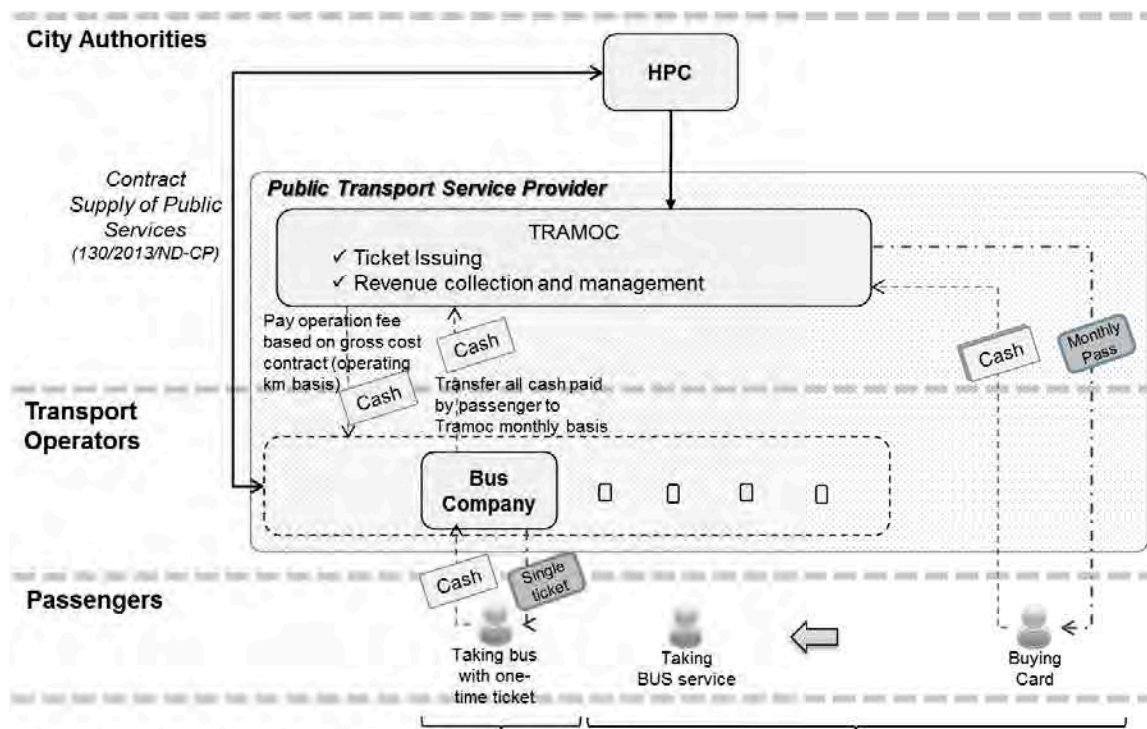 City Authorities
HPC
Contract
Supply of Public
Services
(130/2013/ND-CP)
Public Transport Service Provider
TRAMOC
✓ Ticket Issuing
✓ Revenue collection and management
Pay operation fee
based on gross cost
contract (operating
km basis)
Cash
Cash
Transfer all cash paid
by passenger to
Tramoc monthly basis
Cash
Monthly
Pass
Transport
Operators
Bus
Company
Cash
Single
ticket
Passengers
Taking bus
with one-
time ticket
Taking
BUS service
Buying
Card